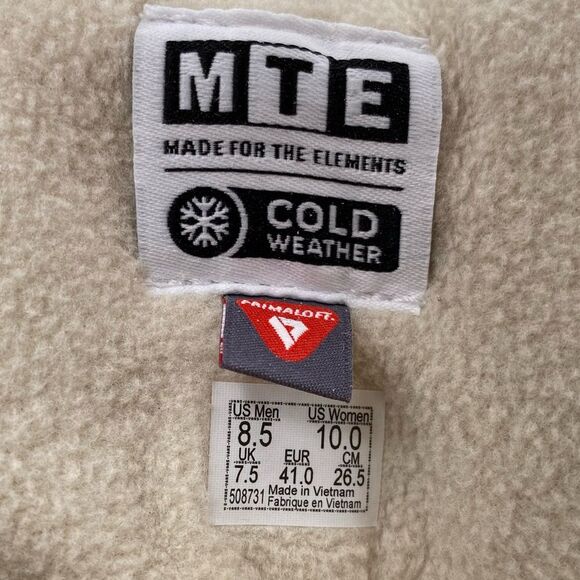 MTE
MADE FOR THE ELEMENTS
COLD
WEATHER
PRIMALOFT.
US Men US Women
8.5 10.0
UK EUR CM
7.5 41.0 26.5
508731 Made in Vietnam
Fabrique en Vietnam